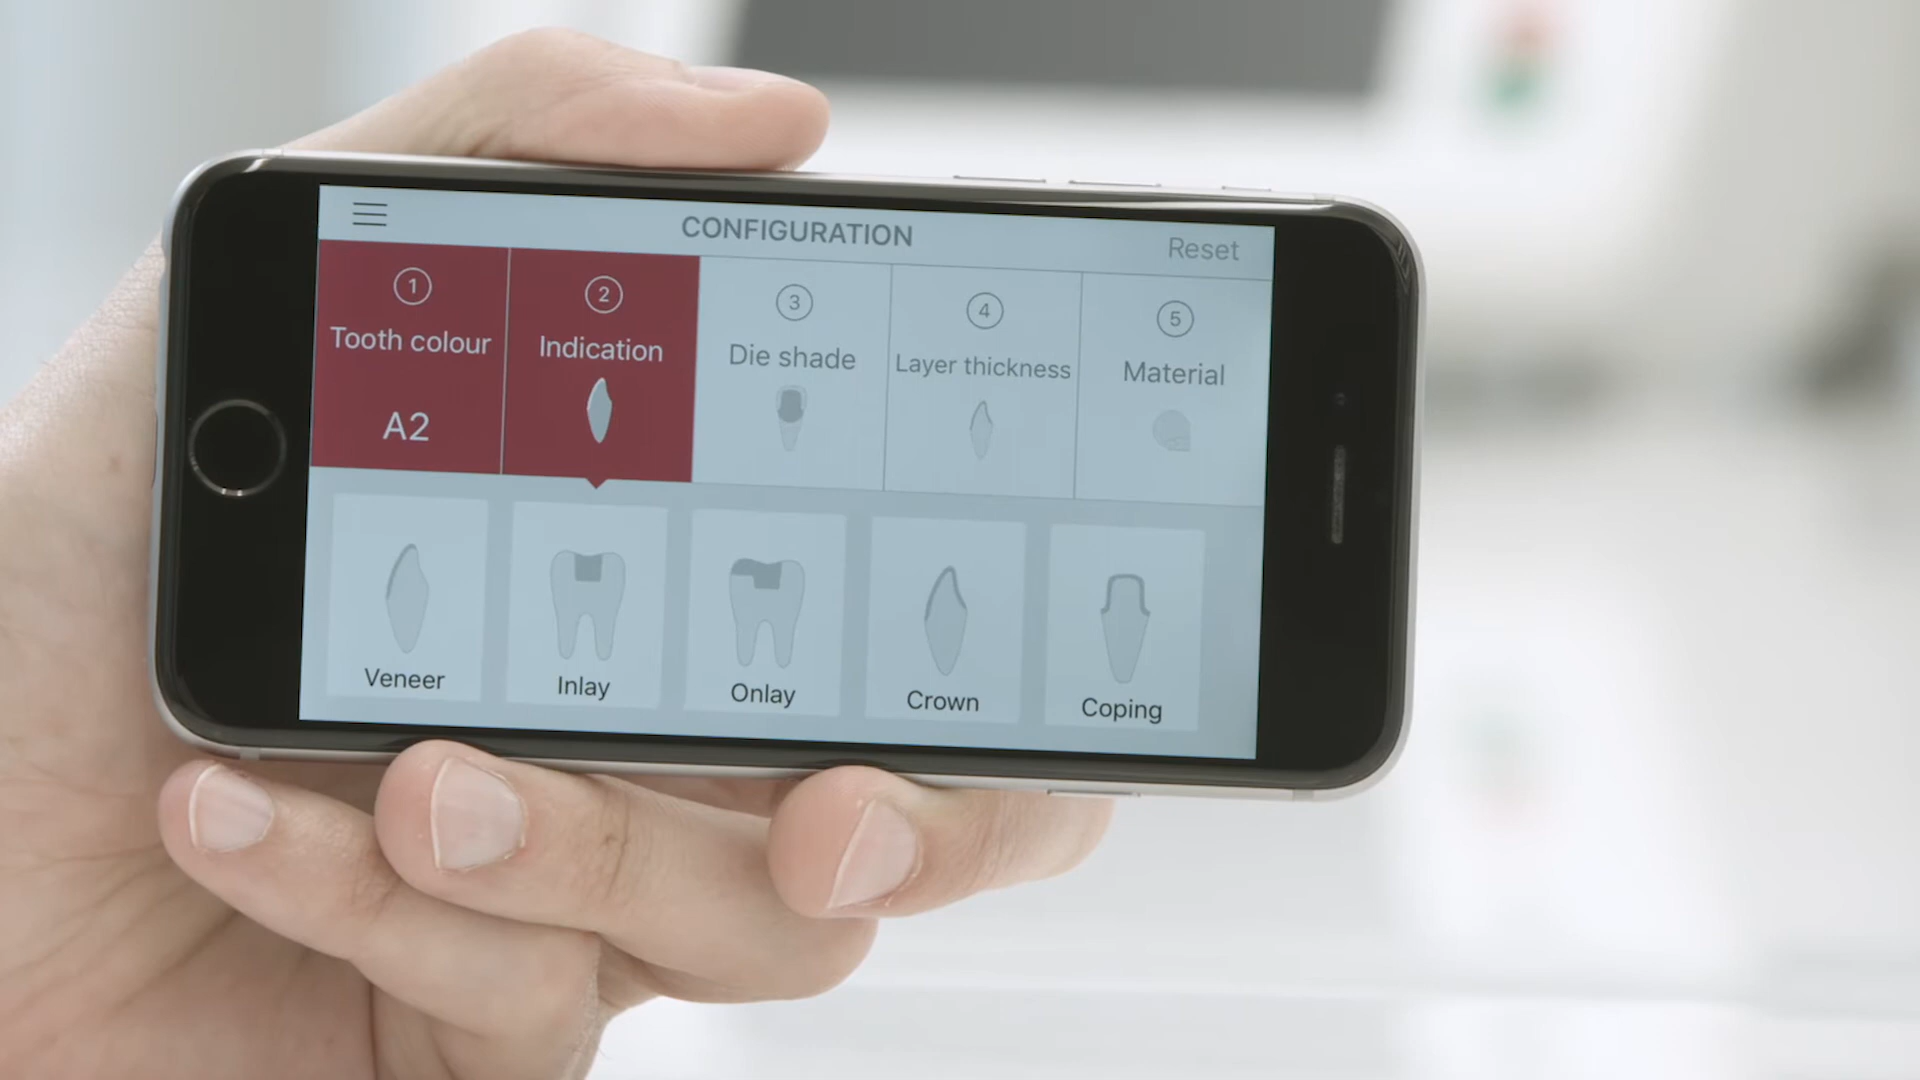 CONFIGURATION
Reset
1
Tooth colour
A2
2
Indication
3
Die shade
4
Layer thickness
5
Material
Veneer
Inlay
Onlay
Crown
Coping